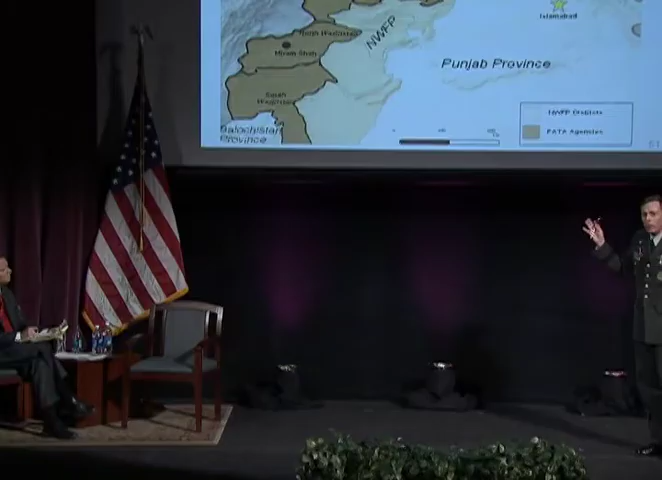 Islamabad
North Waziristan
NWFP
Miram Shah
Punjab Province
South
Waziristan
NWFP Districts
FATA Agencies
Balochistan
Province